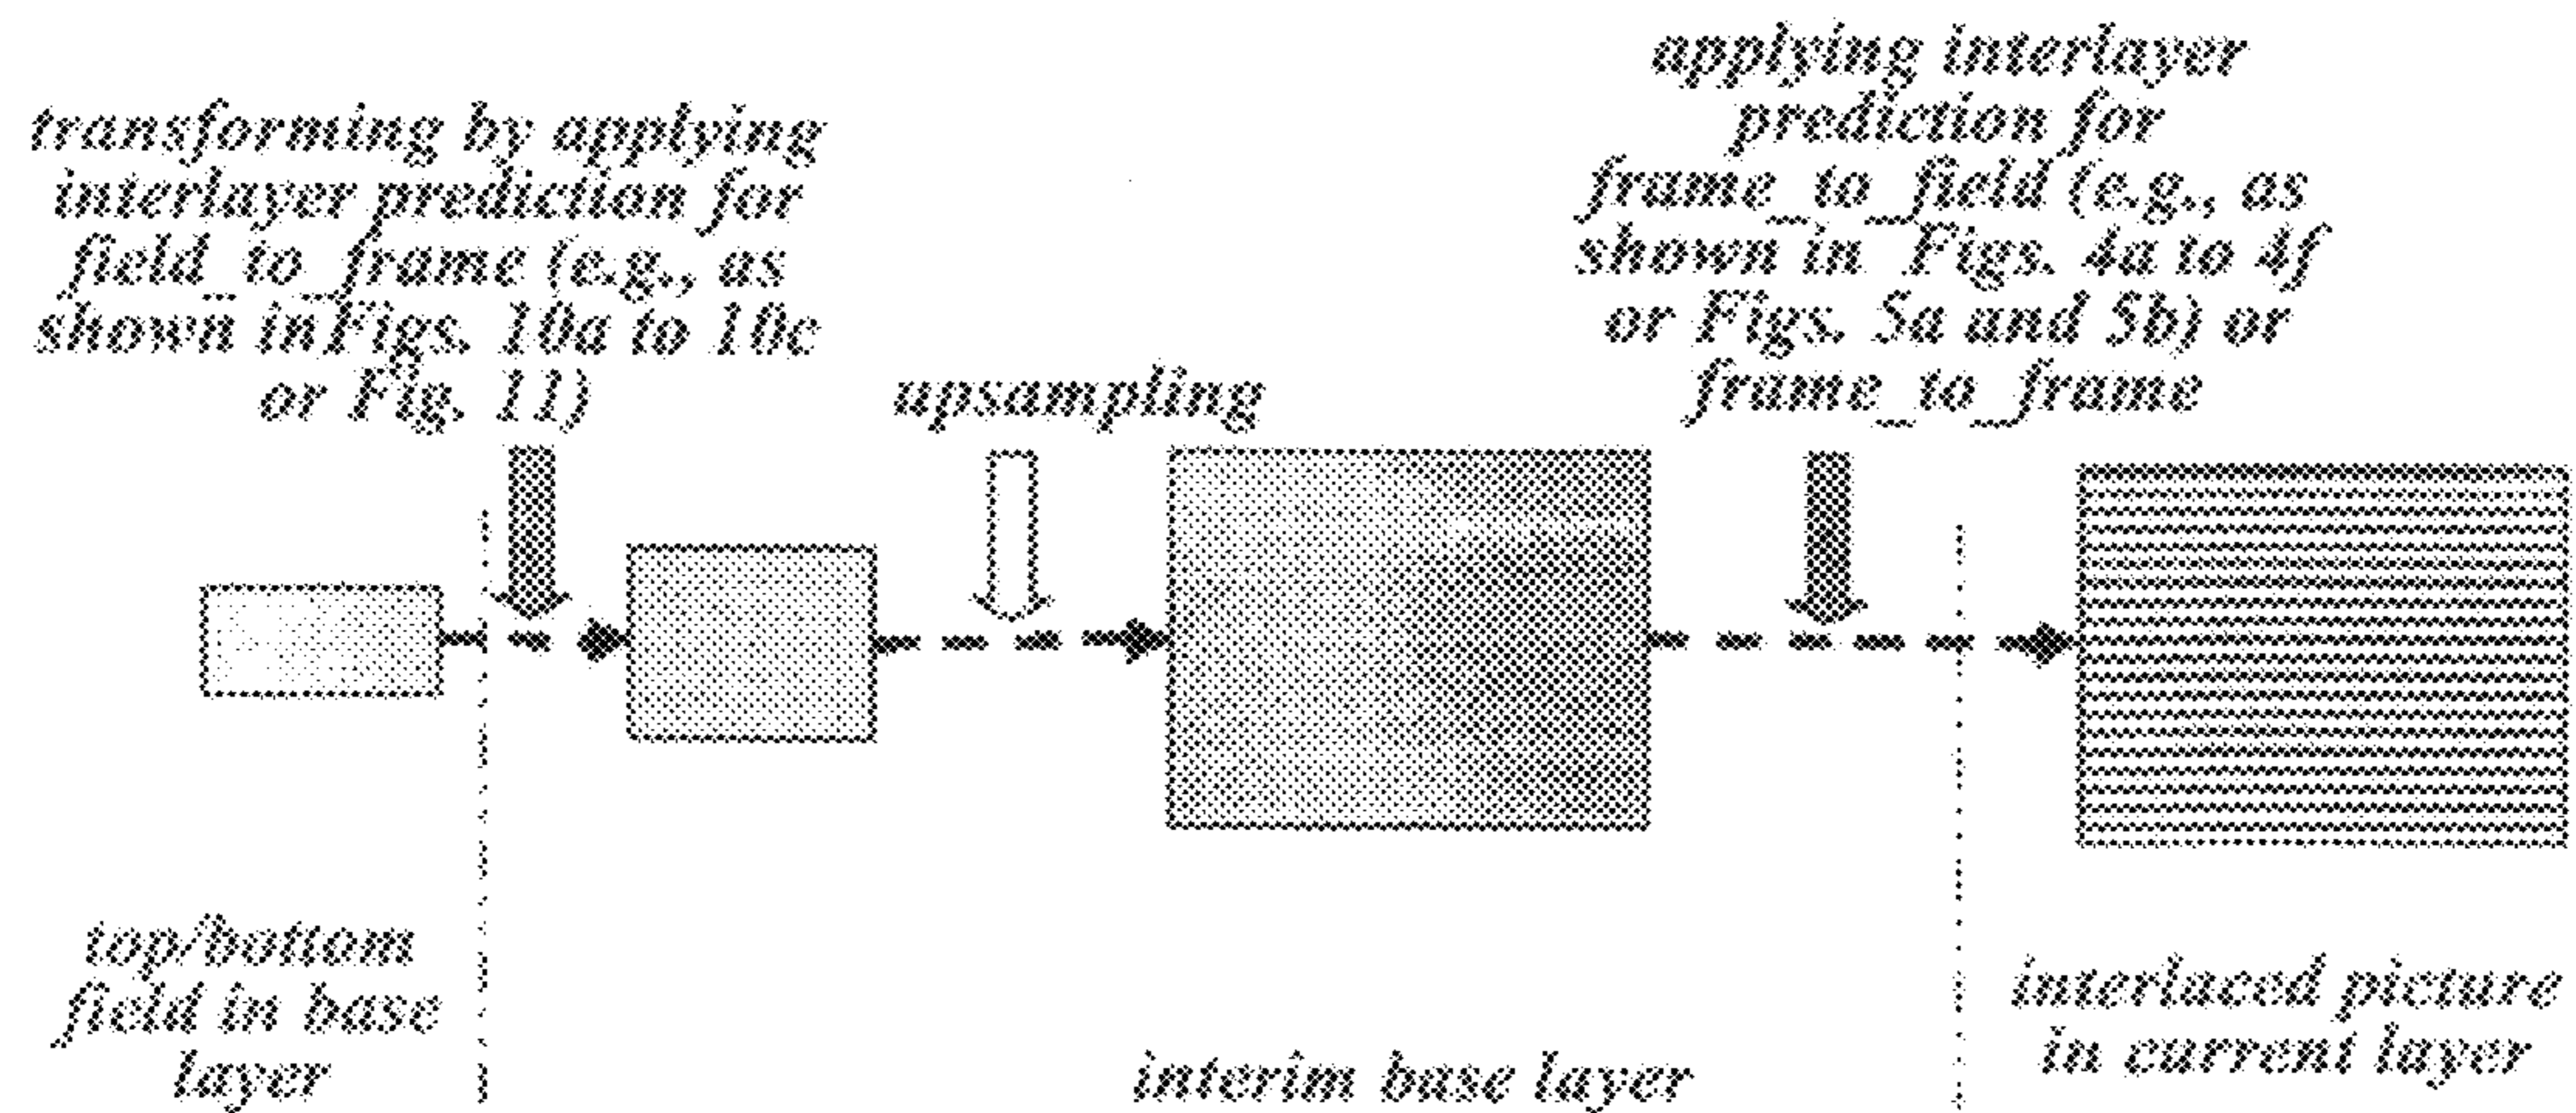 transforming by applying
interlayer prediction for
field_to_frame (e.g., as
shown inFigs. 10a to 10c
or Fig. 11)
upsampling
applying interlayer
prediction for
frame_to_field (e.g., as
shown in Figs. 4a to 4f
or Figs. 5a and 5b) or
frame_to_frame
top/bottom
field in base
layer
interim base layer
interlaced picture
in current layer